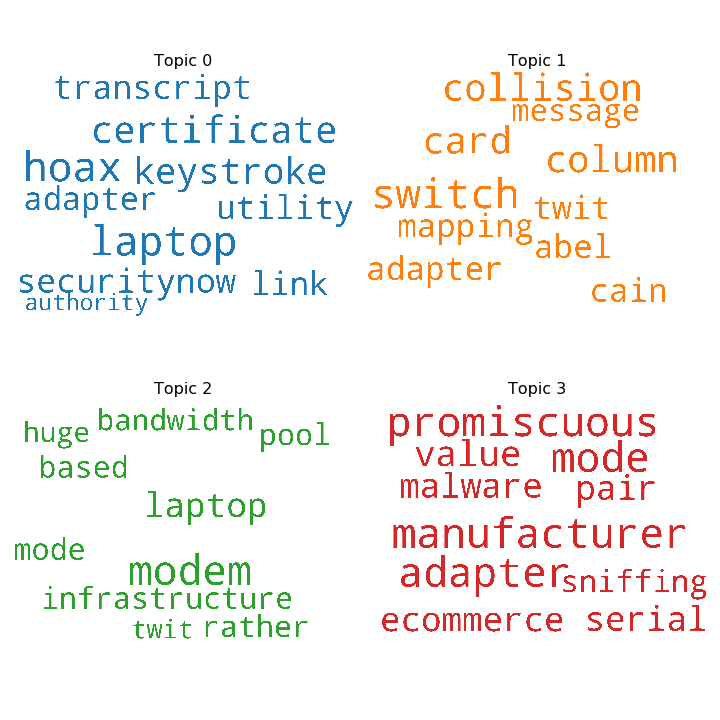 Topic 0
transcript
certificate
hoax keystroke
adapter
utility
laptop
securitynow link
authority
Topic 1
collision
message
card
column
switch
twit
mapping
abel
adapter
cain
Topic 2
bandwidth
huge
pool
based
laptop
mode
modem
infrastructure
twit rather
Topic 3
promiscuous
value mode
malware pair
manufacturer
adapter
sniffing
ecommerce serial